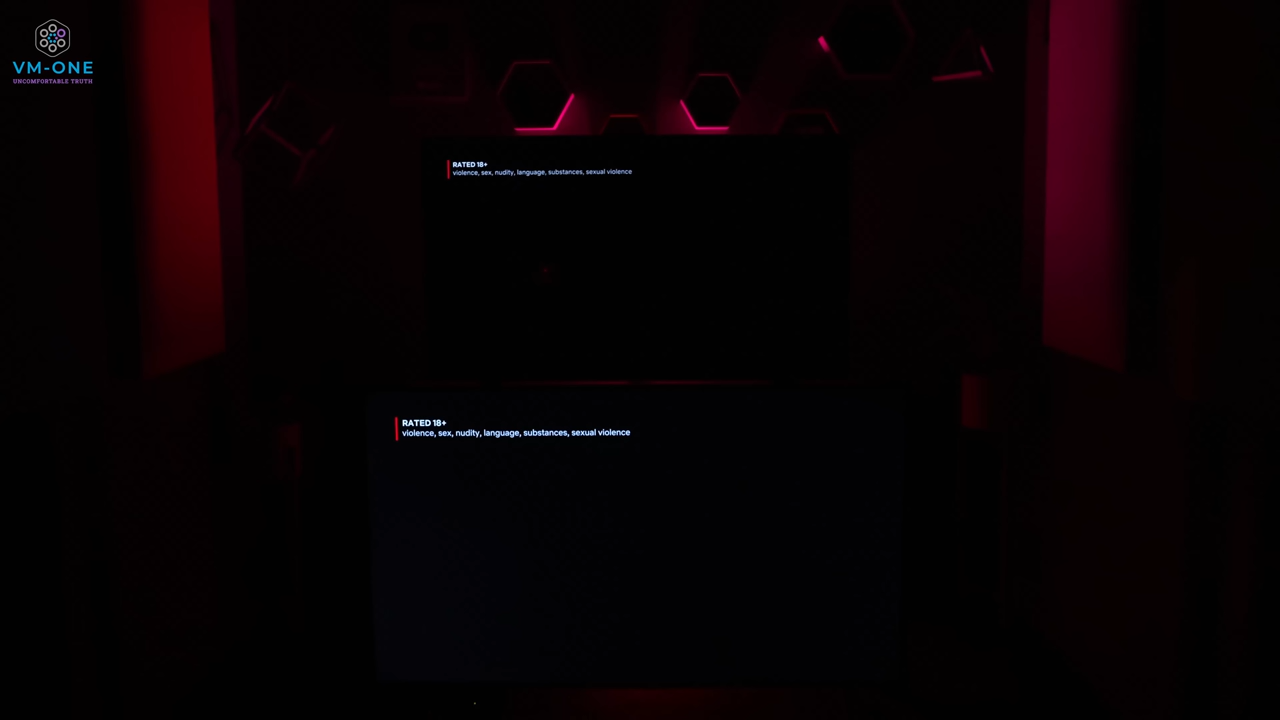 VM-ONE
UNCOMFORTABLE TRUTH
RATED 18+
violence, sex, nudity, language, substances, sexual violence
RATED 18+
violence, sex, nudity, language, substances, sexual violence